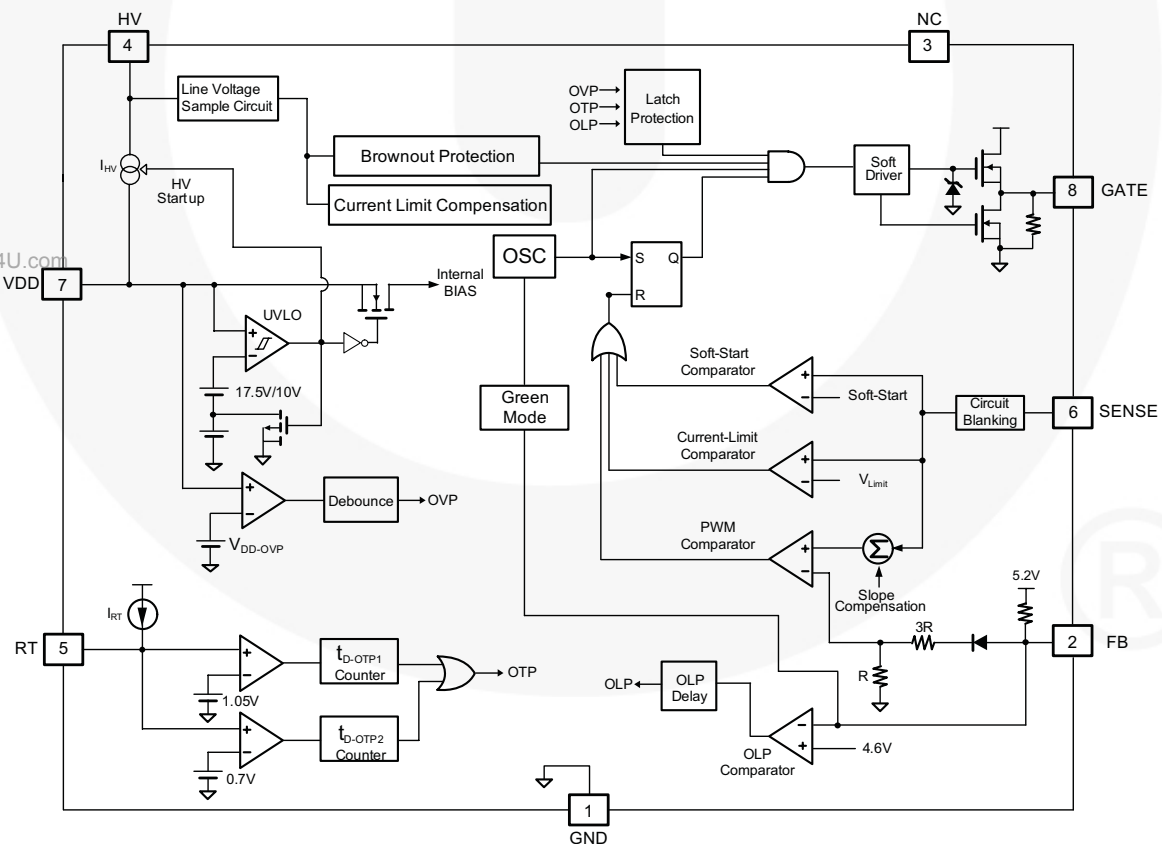 HV
4
NC
3
Line Voltage
Sample Circuit
OVP
OTP
OLP
Latch
Protection
Brownout Protection
Current Limit Compensation
I_HV
HV
Startup
Soft
Driver
8
GATE
4U.com
VDD
7
OSC
S
Q
R
Internal
BIAS
UVLO
+
−
17.5V/10V
Green
Mode
Soft-Start
Comparator
+
−
Soft-Start
Circuit
Blanking
6
SENSE
Current-Limit
Comparator
+
−
V_Limit
+
−
Debounce
OVP
V_DD-OVP
PWM
Comparator
+
−
Σ
Slope
Compensation
5.2V
®
I_RT
RT
5
3R
2
FB
R
+
−
1.05V
t_D-OTP1
Counter
OTP
+
−
0.7V
t_D-OTP2
Counter
OLP
OLP
Delay
−
+
4.6V
OLP
Comparator
1
GND